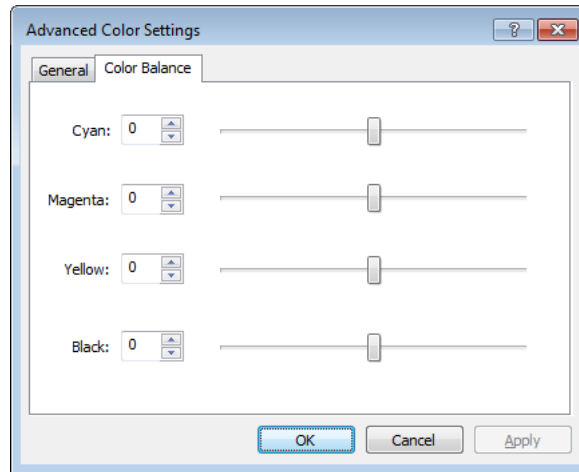 Advanced Color Settings
General Color Balance
Cyan: 0
Magenta: 0
Yellow: 0
Black: 0
OK Cancel Apply